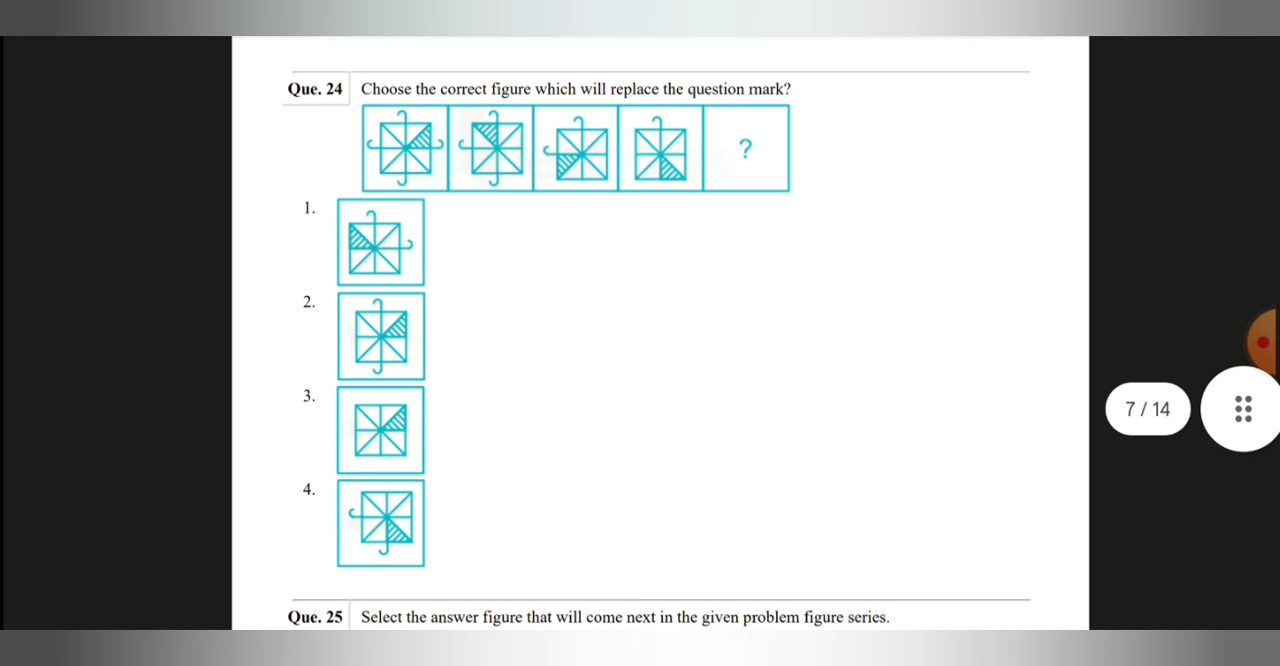 Que. 24 Choose the correct figure which will replace the question mark?
?
1.
2.
3.
4.
7 / 14
Que. 25 Select the answer figure that will come next in the given problem figure series.